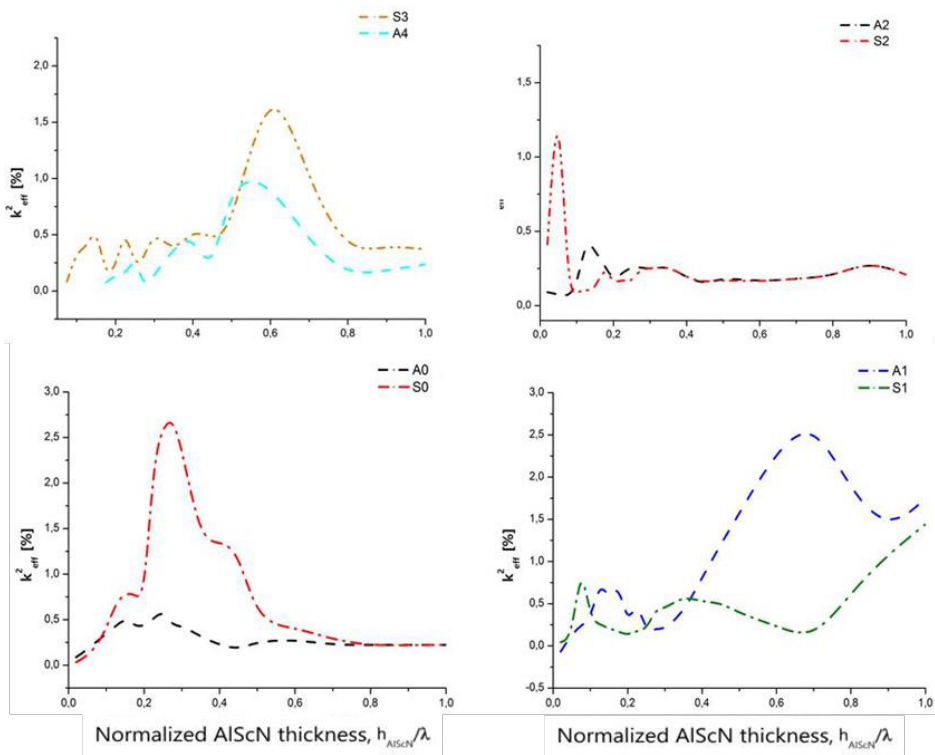 S3
A4
2,0
1,5
1,0
0,5
0,0
k²eff [%]
0,2 0,4 0,6 0,8 1,0
A2
S2
1,5
1,0
0,5
0,0
eff
0,0 0,2 0,4 0,6 0,8 1,0
A0
S0
3,0
2,5
2,0
1,5
1,0
0,5
0,0
k²eff [%]
0,0 0,2 0,4 0,6 0,8 1,0
Normalized AlScN thickness, hAlScN/λ
A1
S1
3,0
2,5
2,0
1,5
1,0
0,5
0,0
-0,5
k²eff [%]
0,0 0,2 0,4 0,6 0,8 1,0
Normalized AlScN thickness, hAlScN/λ